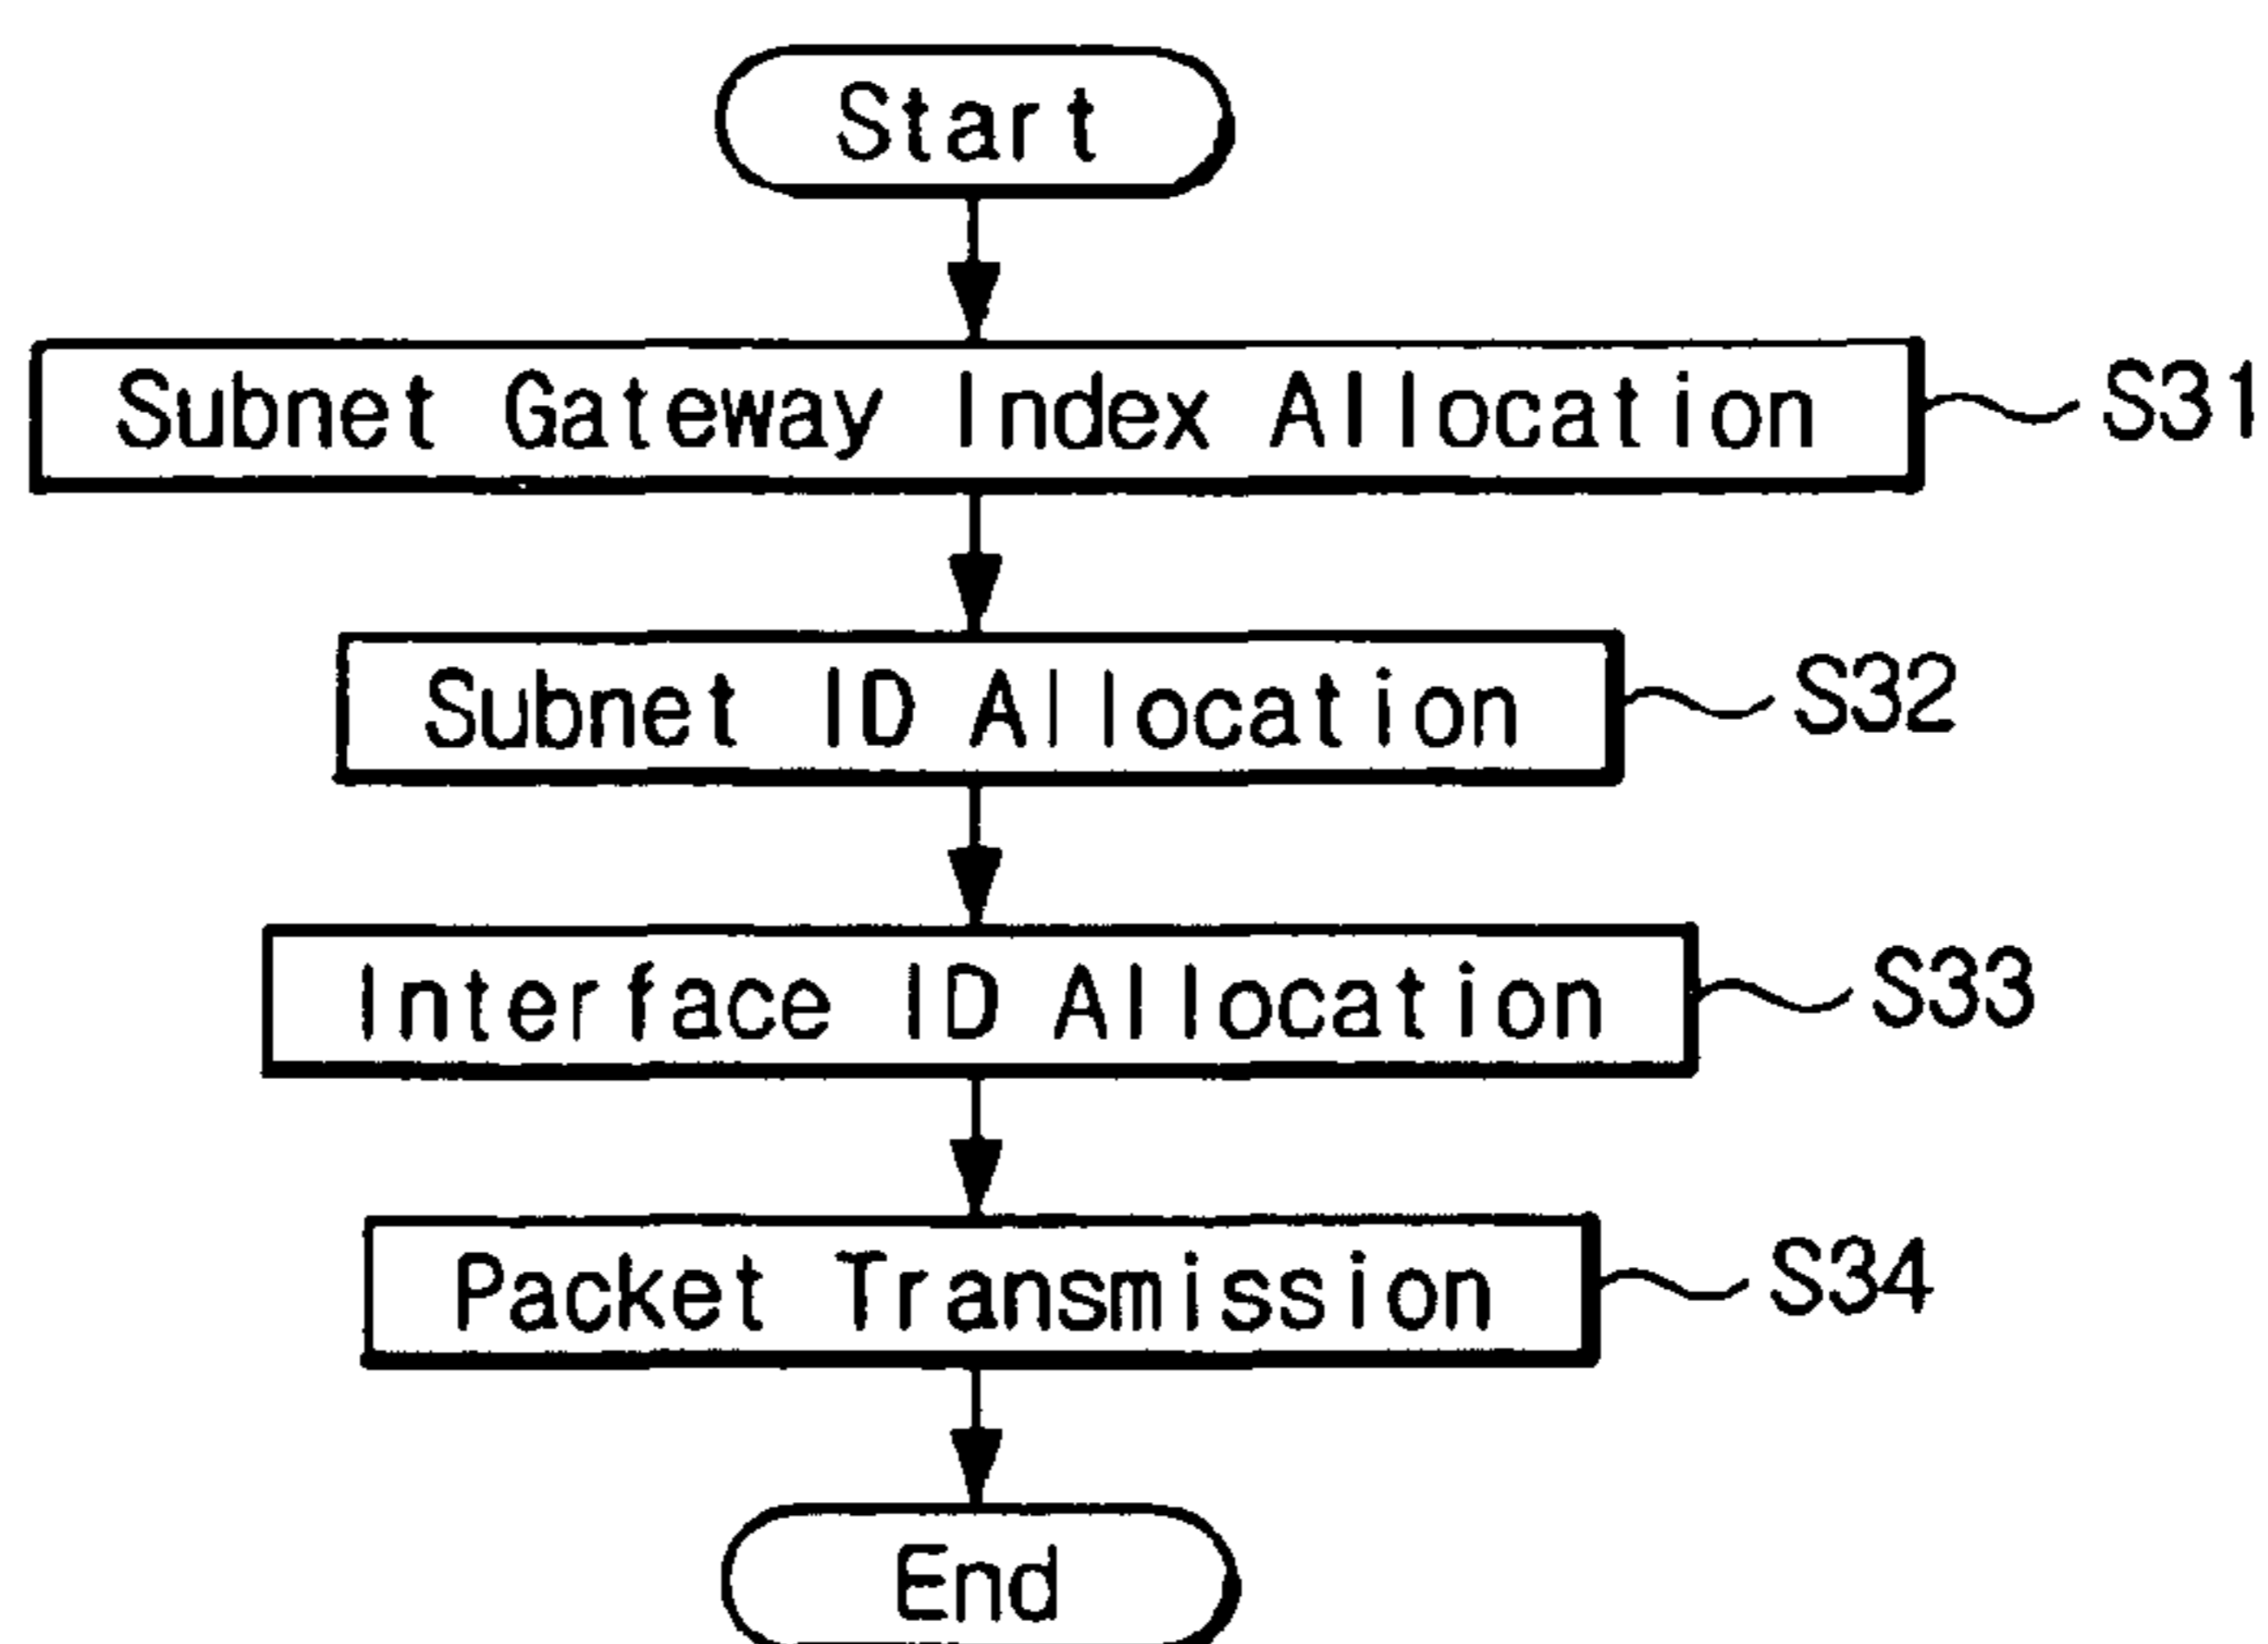 Start
Subnet Gateway Index Allocation S31
Subnet ID Allocation S32
Interface ID Allocation S33
Packet Transmission S34
End